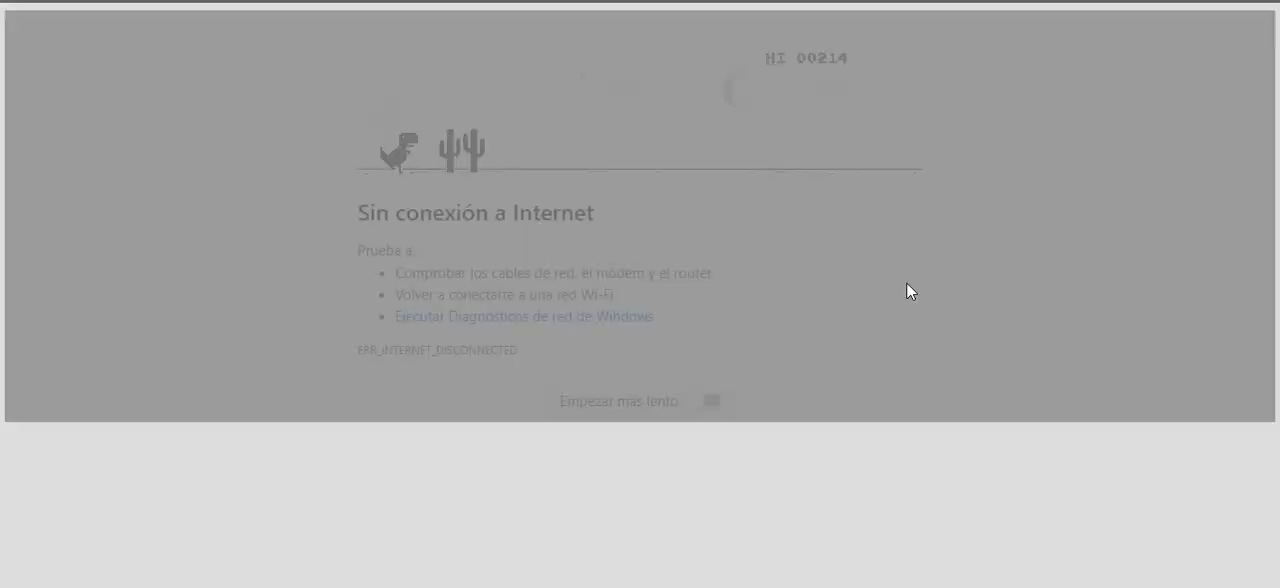 HI 00214
Sin conexión a Internet
Prueba a:
Comprobar los cables de red, el módem y el router
Volver a conectarte a una red Wi-Fi
Ejecutar Diagnósticos de red de Windows
ERR_INTERNET_DISCONNECTED
Empezar más lento